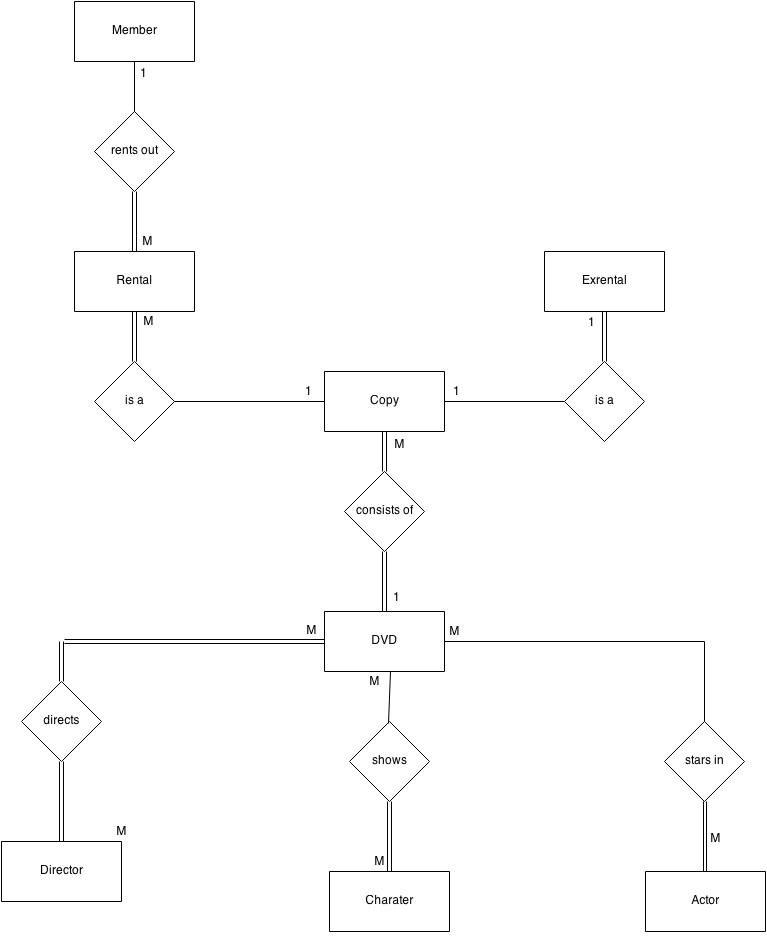 Member
1
rents out
M
Rental
Exrental
M
1
is a
1
Copy
1
is a
M
consists of
1
M
DVD
M
M
directs
shows
stars in
M
M
M
Director
Charater
Actor